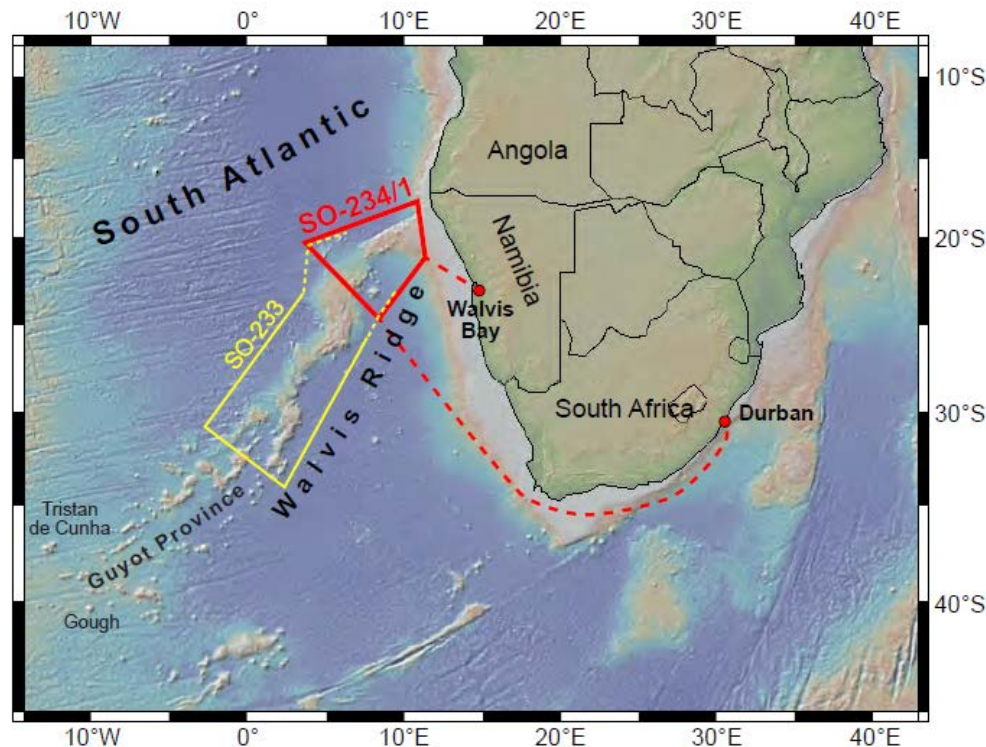 10°W 0° 10°E 20°E 30°E 40°E
10°S
South Atlantic
Angola
SO-234/1
Namibia
20°S
Walvis
Bay
SO-233
Walvis Ridge
South Africa
Durban
30°S
Tristan
de Cunha
Guyot Province
Gough
40°S
10°W 0° 10°E 20°E 30°E 40°E